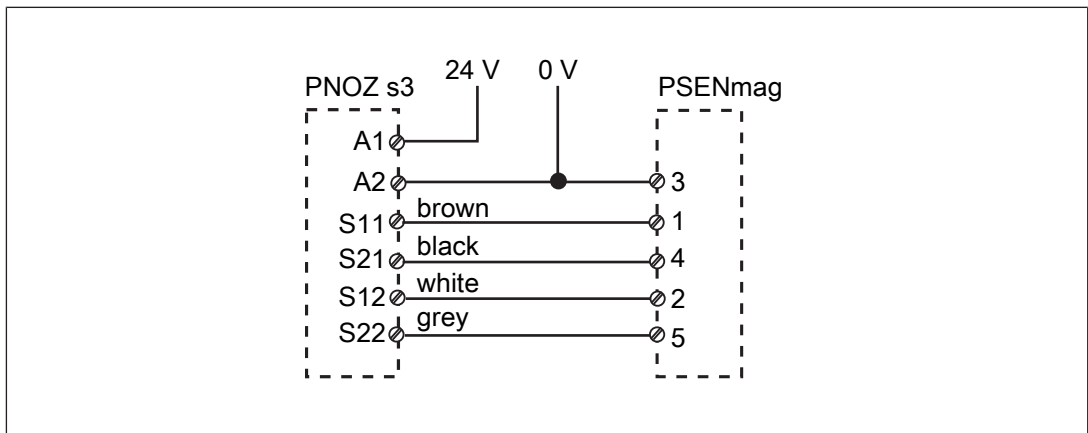 24 V 0 V
PNOZ s3 PSENmag
A1
A2 3
S11 brown 1
S21 black 4
S12 white 2
S22 grey 5